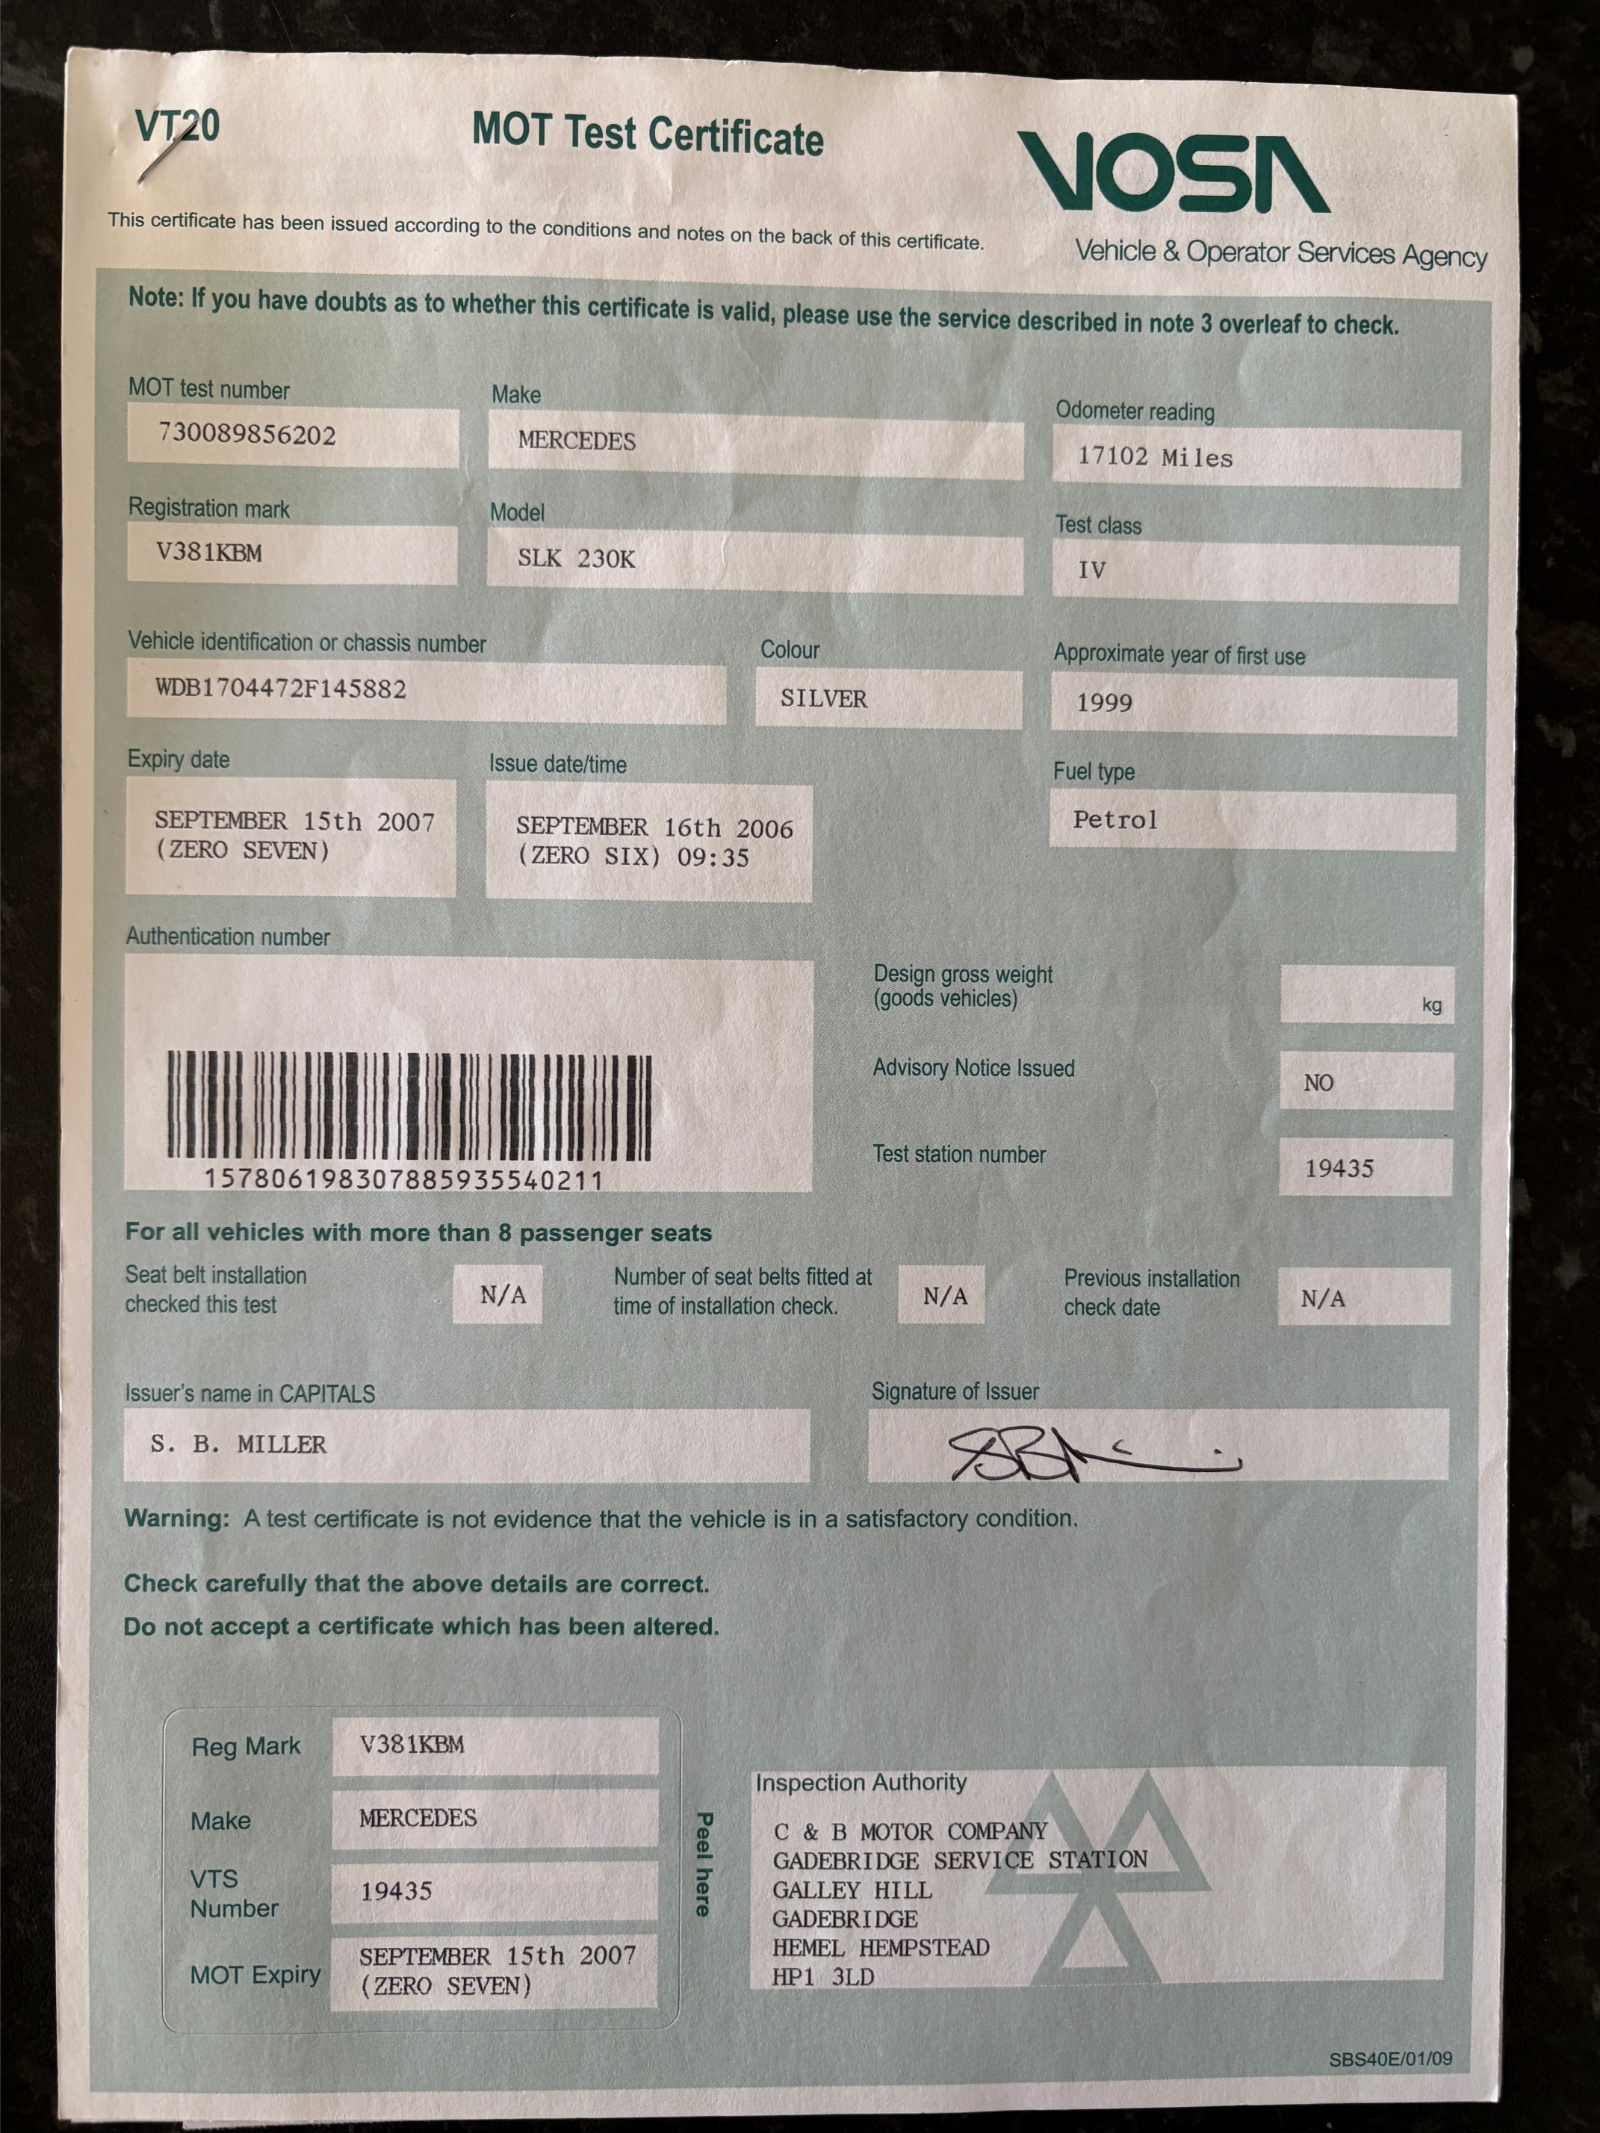 VT20
MOT Test Certificate
VOSA
Vehicle & Operator Services Agency
This certificate has been issued according to the conditions and notes on the back of this certificate.
Note: If you have doubts as to whether this certificate is valid, please use the service described in note 3 overleaf to check.
MOT test number
730089856202
Make
MERCEDES
Odometer reading
17102 Miles
Registration mark
V381KBM
Model
SLK 230K
Test class
IV
Vehicle identification or chassis number
WDB1704472F145882
Colour
SILVER
Approximate year of first use
1999
Expiry date
SEPTEMBER 15th 2007
(ZERO SEVEN)
Issue date/time
SEPTEMBER 16th 2006
(ZERO SIX) 09:35
Fuel type
Petrol
Authentication number
157806198307885935540211
Design gross weight
(goods vehicles)
kg
Advisory Notice Issued
NO
Test station number
19435
For all vehicles with more than 8 passenger seats
Seat belt installation
checked this test
N/A
Number of seat belts fitted at
time of installation check.
N/A
Previous installation
check date
N/A
Issuer's name in CAPITALS
S. B. MILLER
Signature of Issuer
Warning: A test certificate is not evidence that the vehicle is in a satisfactory condition.
Check carefully that the above details are correct.
Do not accept a certificate which has been altered.
Reg Mark
V381KBM
Make
MERCEDES
VTS
Number
19435
MOT Expiry
SEPTEMBER 15th 2007
(ZERO SEVEN)
Peel here
Inspection Authority
C & B MOTOR COMPANY
GADEBRIDGE SERVICE STATION
GALLEY HILL
GADEBRIDGE
HEMEL HEMPSTEAD
HP1 3LD
SBS40E/01/09